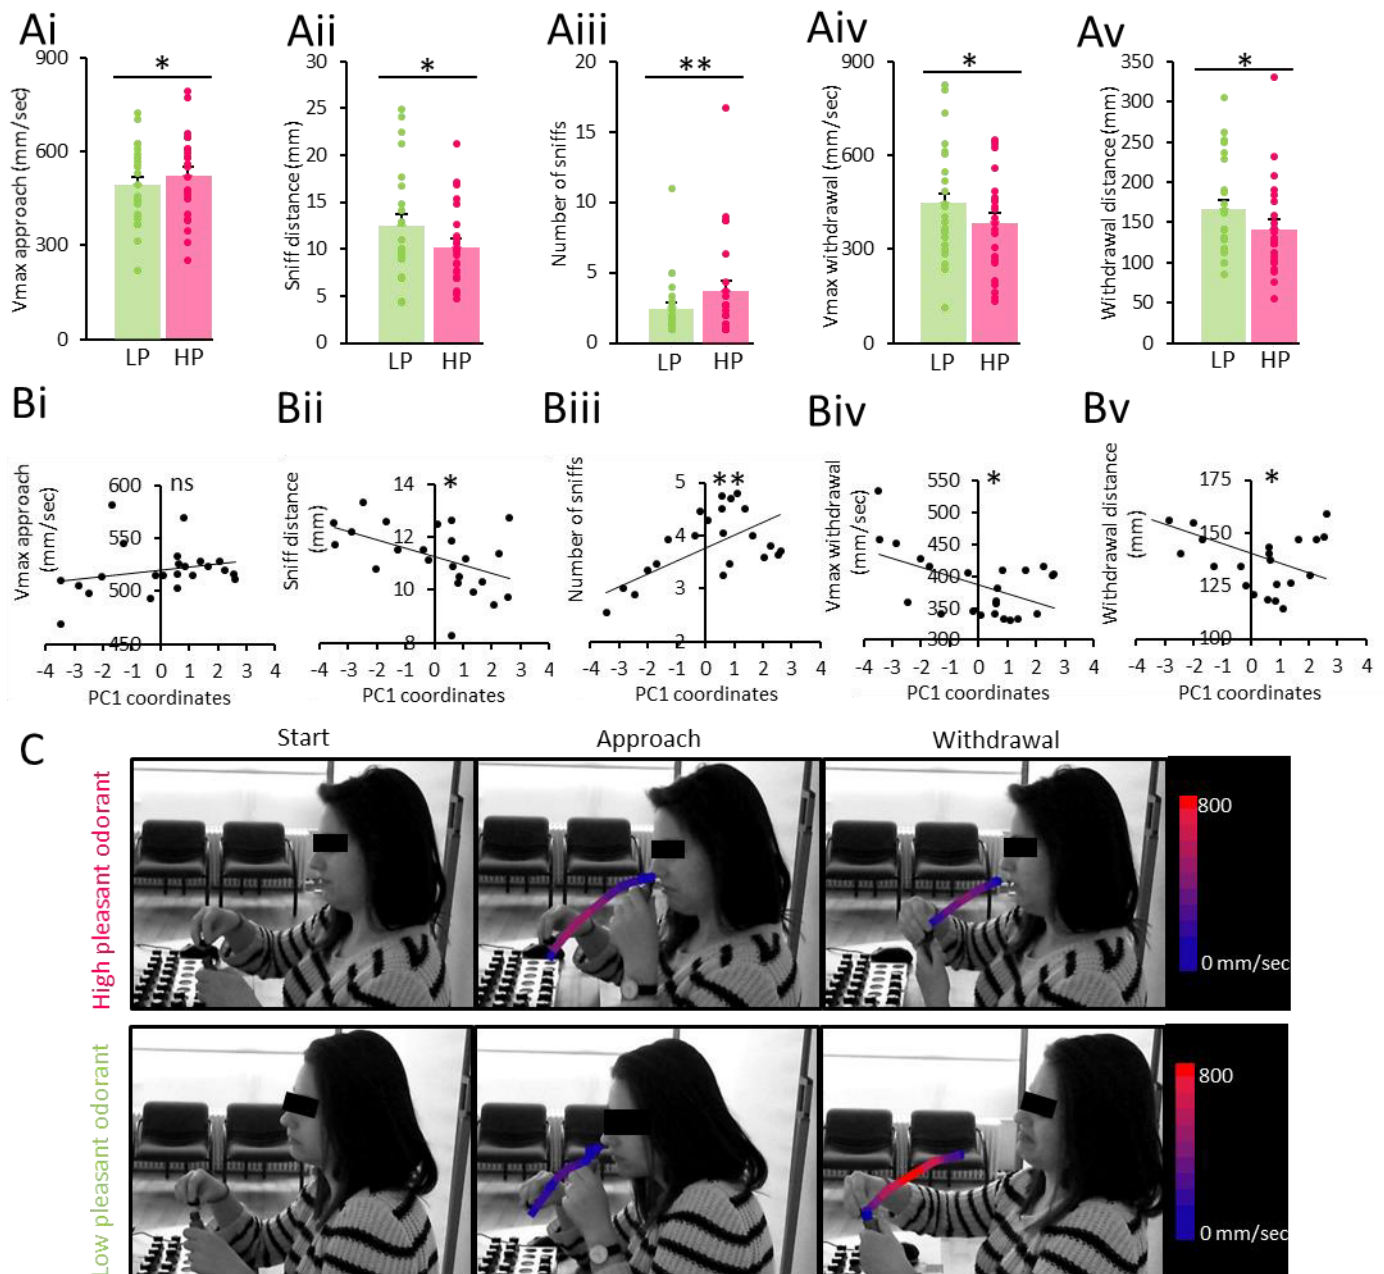 Ai
Aii
Aiii
Aiv
Av
Vmax approach (mm/sec)
900
600
300
0
*
LP HP
Sniff distance (mm)
30
25
20
15
10
5
0
*
LP HP
Number of sniffs
20
15
10
5
0
**
LP HP
Vmax withdrawal (mm/sec)
900
600
300
0
*
LP HP
Withdrawal distance (mm)
350
300
250
200
150
100
50
0
*
LP HP
Bi
Bii
Biii
Biv
Bv
Vmax approach
(mm/sec)
600
550
500
450
ns
-4 -3 -2 -1 0 1 2 3 4
PC1 coordinates
Sniff distance
(mm)
14
12
10
8
*
-4 -3 -2 -1 0 1 2 3 4
PC1 coordinates
Number of sniffs
5
4
3
2
**
-4 -3 -2 -1 0 1 2 3 4
PC1 coordinates
Vmax withdrawal
(mm/sec)
550
500
450
400
350
300
*
-4 -3 -2 -1 0 1 2 3 4
PC1 coordinates
Withdrawal distance
(mm)
175
150
125
100
*
-4 -3 -2 -1 0 1 2 3 4
PC1 coordinates
C
Start
Approach
Withdrawal
High pleasant odorant
800
0 mm/sec
Low pleasant odorant
800
0 mm/sec